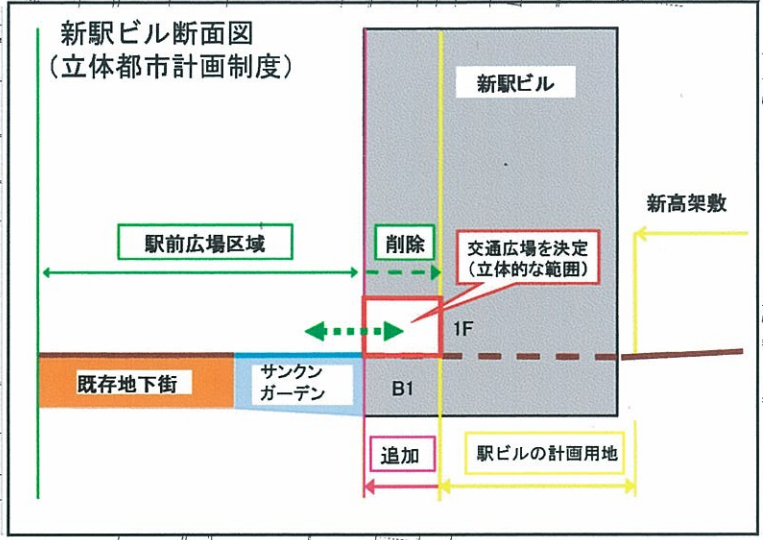 新駅ビル断面図
(立体都市計画制度)
新駅ビル
新高架敷
駅前広場区域
削除
交通広場を決定
(立体的な範囲)
1F
既存地下街
サンクン
ガーデン
B1
追加
駅ビルの計画用地